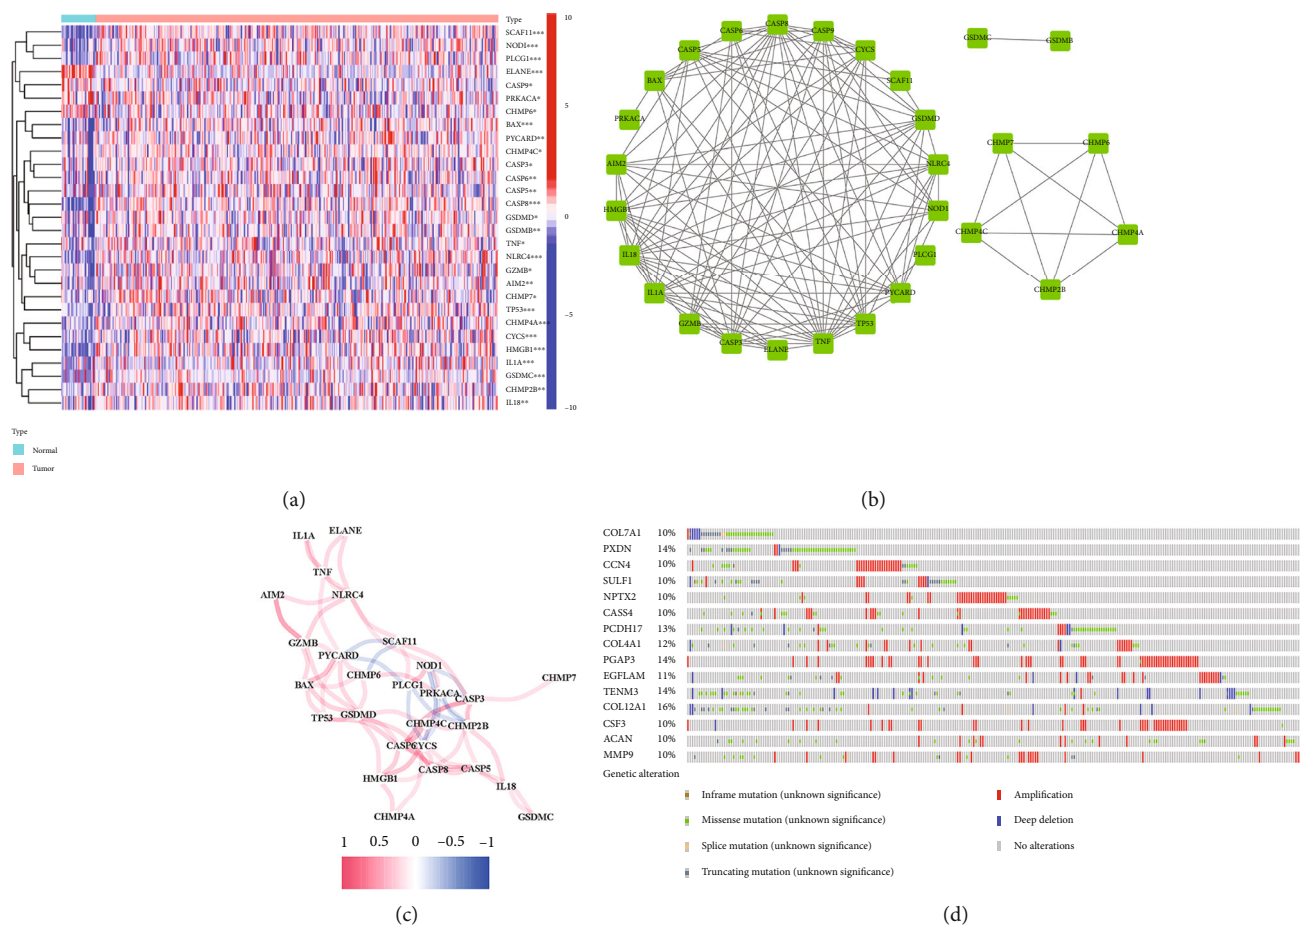 Type
SCAF11***
NOD1***
PLCG1***
ELANE***
CASP9*
PRKACA*
CHMP6*
BAX***
PYCARD**
CHMP4C*
CASP3*
CASP6**
CASP5**
CASP8***
GSDMD*
GSDMB**
TNF*
NLRC4***
GZMB*
AIM2**
CHMP7*
TP53***
CHMP4A***
CYCS***
HMGB1***
IL1A***
GSDMC***
CHMP2B**
IL18**
10
5
0
−5
−10
Type
Normal
Tumor
(a)
CASP8
CASP6
CASP9
CASP5
CYCS
BAX
SCAF11
PRKACA
GSDMD
AIM2
NLRC4
HMGB1
NOD1
IL18
PLCG1
IL1A
PYCARD
GZMB
TP53
CASP3
TNF
ELANE
GSDMC
GSDMB
CHMP7
CHMP6
CHMP4C
CHMP4A
CHMP2B
(b)
IL1A
ELANE
TNF
AIM2
NLRC4
GZMB
SCAF11
PYCARD
NOD1
CHMP6
CHMP7
BAX
PLCG1
PRKACA
CASP3
TP53
GSDMD
CHMP4C
CHMP2B
CASP6
CYCS
HMGB1
CASP8
CASP5
IL18
CHMP4A
GSDMC
1 0.5 0 −0.5 −1
(c)
COL7A1 10%
PXDN 14%
CCN4 10%
SULF1 10%
NPTX2 10%
CASS4 10%
PCDH17 13%
COL4A1 12%
PGAP3 14%
EGFLAM 11%
TENM3 14%
COL12A1 16%
CSF3 10%
ACAN 10%
MMP9 10%
Genetic alteration
Inframe mutation (unknown significance)
Missense mutation (unknown significance)
Splice mutation (unknown significance)
Truncating mutation (unknown significance)
Amplification
Deep deletion
No alterations
(d)